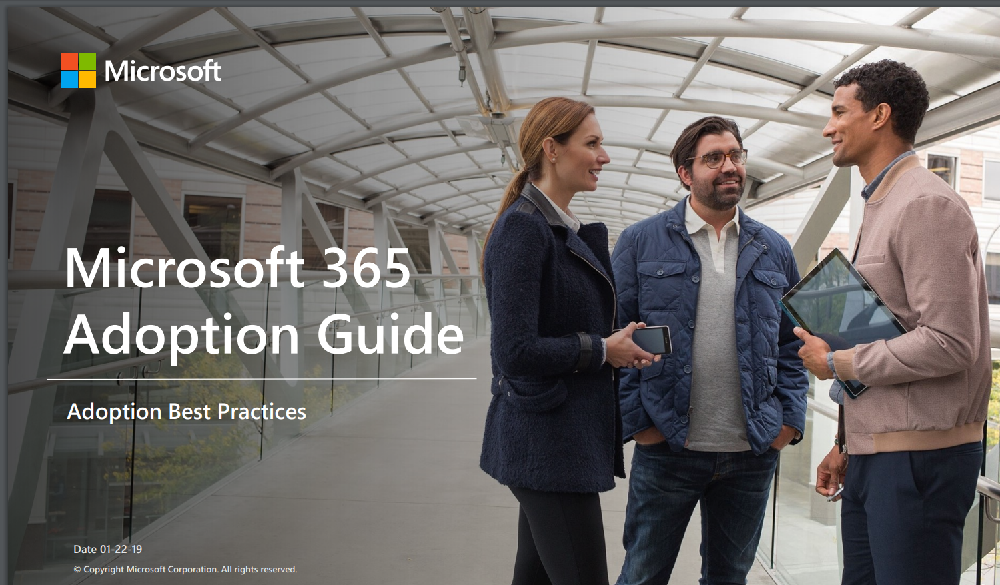 Microsoft
Microsoft 365
Adoption Guide
Adoption Best Practices
Date 01-22-19
© Copyright Microsoft Corporation. All rights reserved.